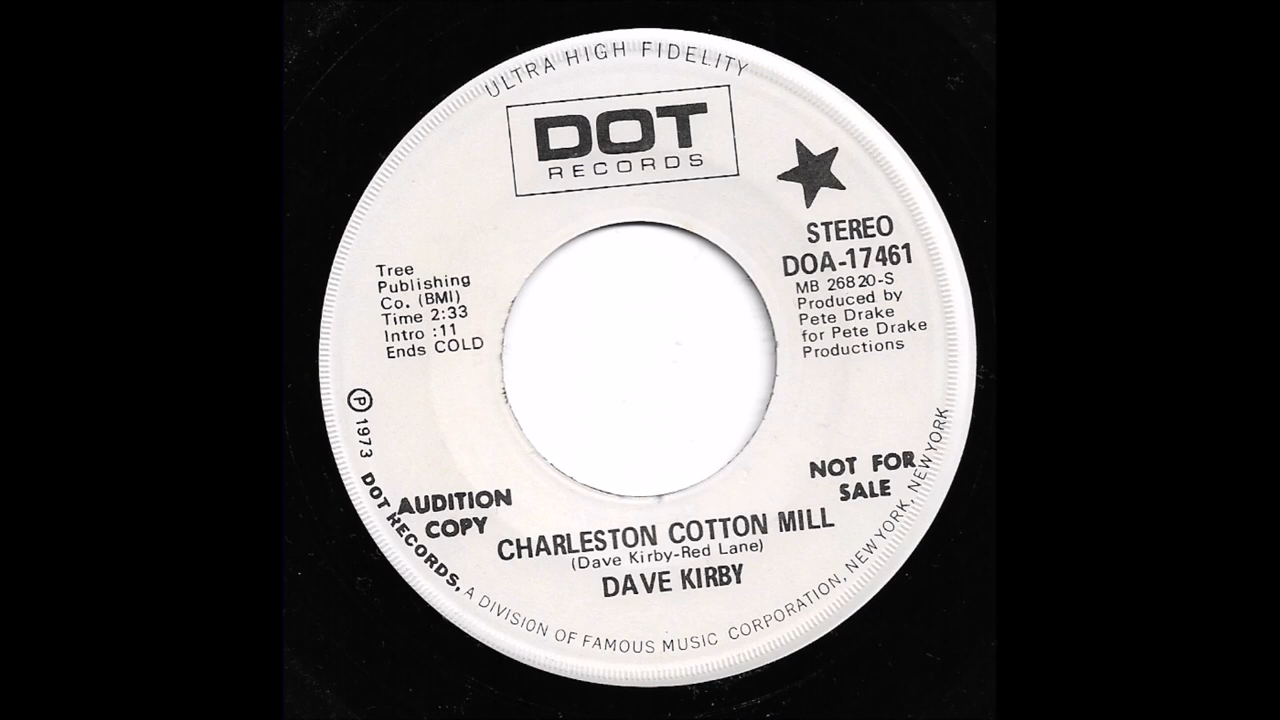 ULTRA HIGH FIDELITY
DOT
RECORDS
STEREO
DOA-17461
MB 26820-S
Produced by
Pete Drake
for Pete Drake
Productions
Tree
Publishing
Co. (BMI)
Time 2:33
Intro :11
Ends COLD
NOT FOR
SALE
AUDITION
COPY
CHARLESTON COTTON MILL
(Dave Kirby-Red Lane)
DAVE KIRBY
Ⓟ 1973 DOT RECORDS, A DIVISION OF FAMOUS MUSIC CORPORATION, NEW YORK, NEW YORK